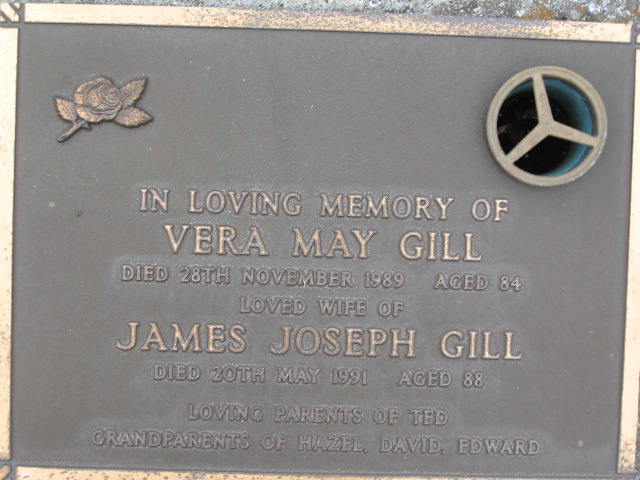 IN LOVING MEMORY OF
VERA MAY GILL
DIED 28TH NOVEMBER 1989 AGED 84
LOVED WIFE OF
JAMES JOSEPH GILL
DIED 20TH MAY 1991 AGED 88
LOVING PARENTS OF TED
GRANDPARENTS OF HAZEL, DAVID, EDWARD